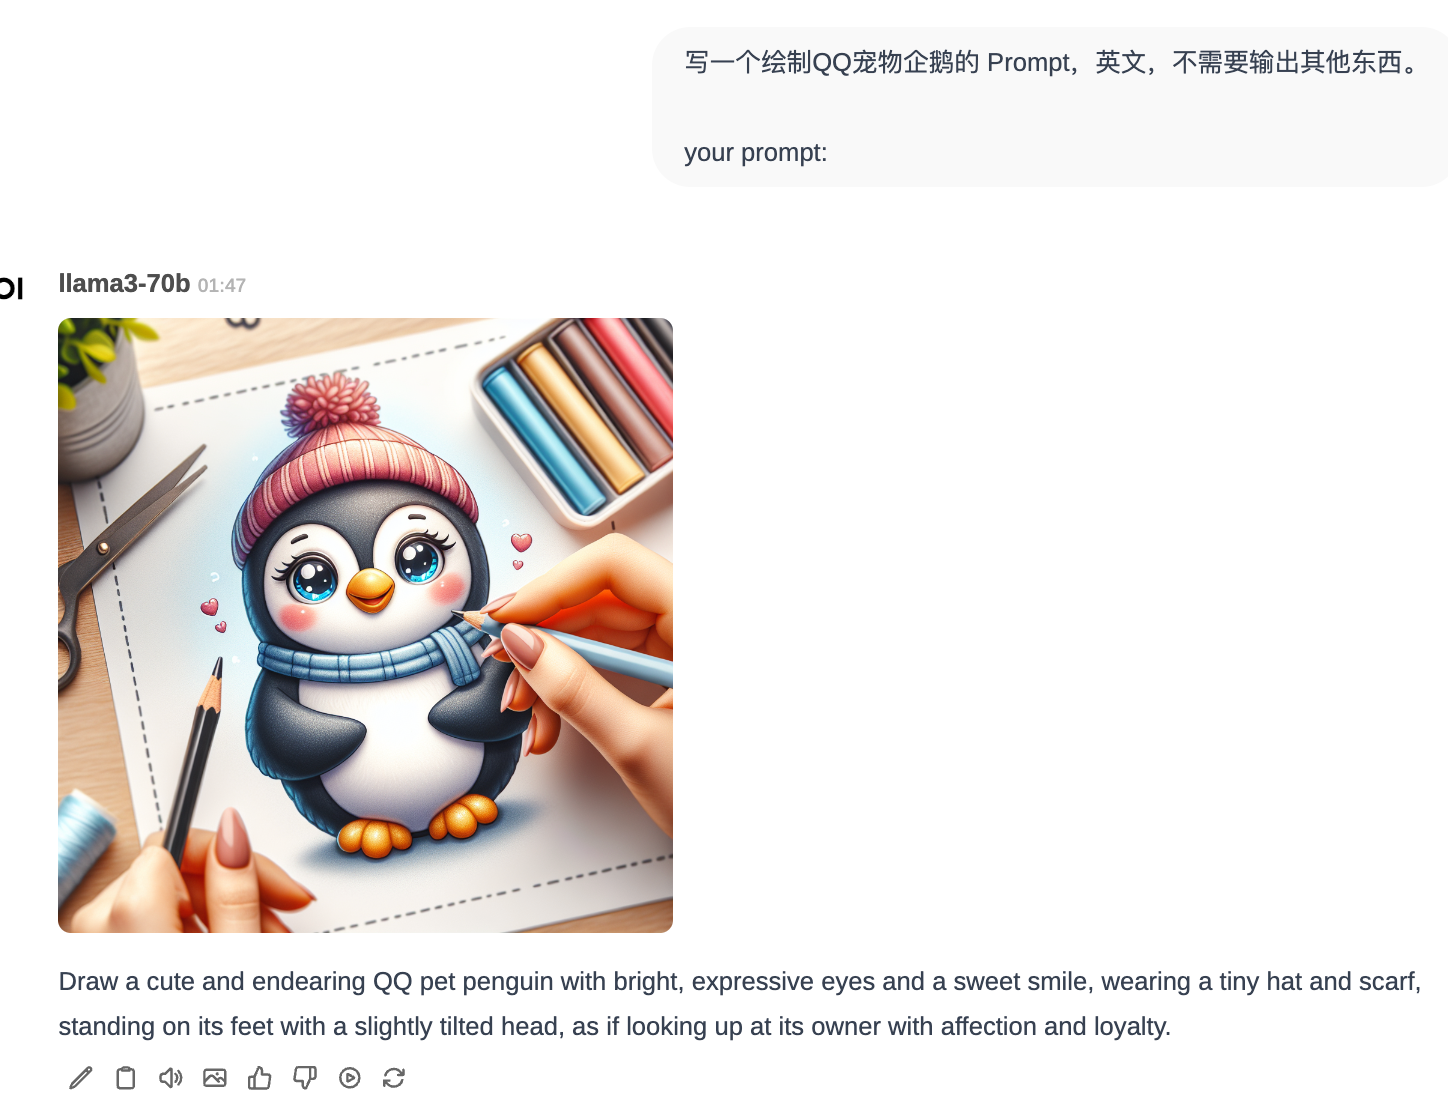 写一个绘制QQ宠物企鹅的 Prompt，英文，不需要输出其他东西。
your prompt:
OI
llama3-70b 01:47
Draw a cute and endearing QQ pet penguin with bright, expressive eyes and a sweet smile, wearing a tiny hat and scarf,
standing on its feet with a slightly tilted head, as if looking up at its owner with affection and loyalty.